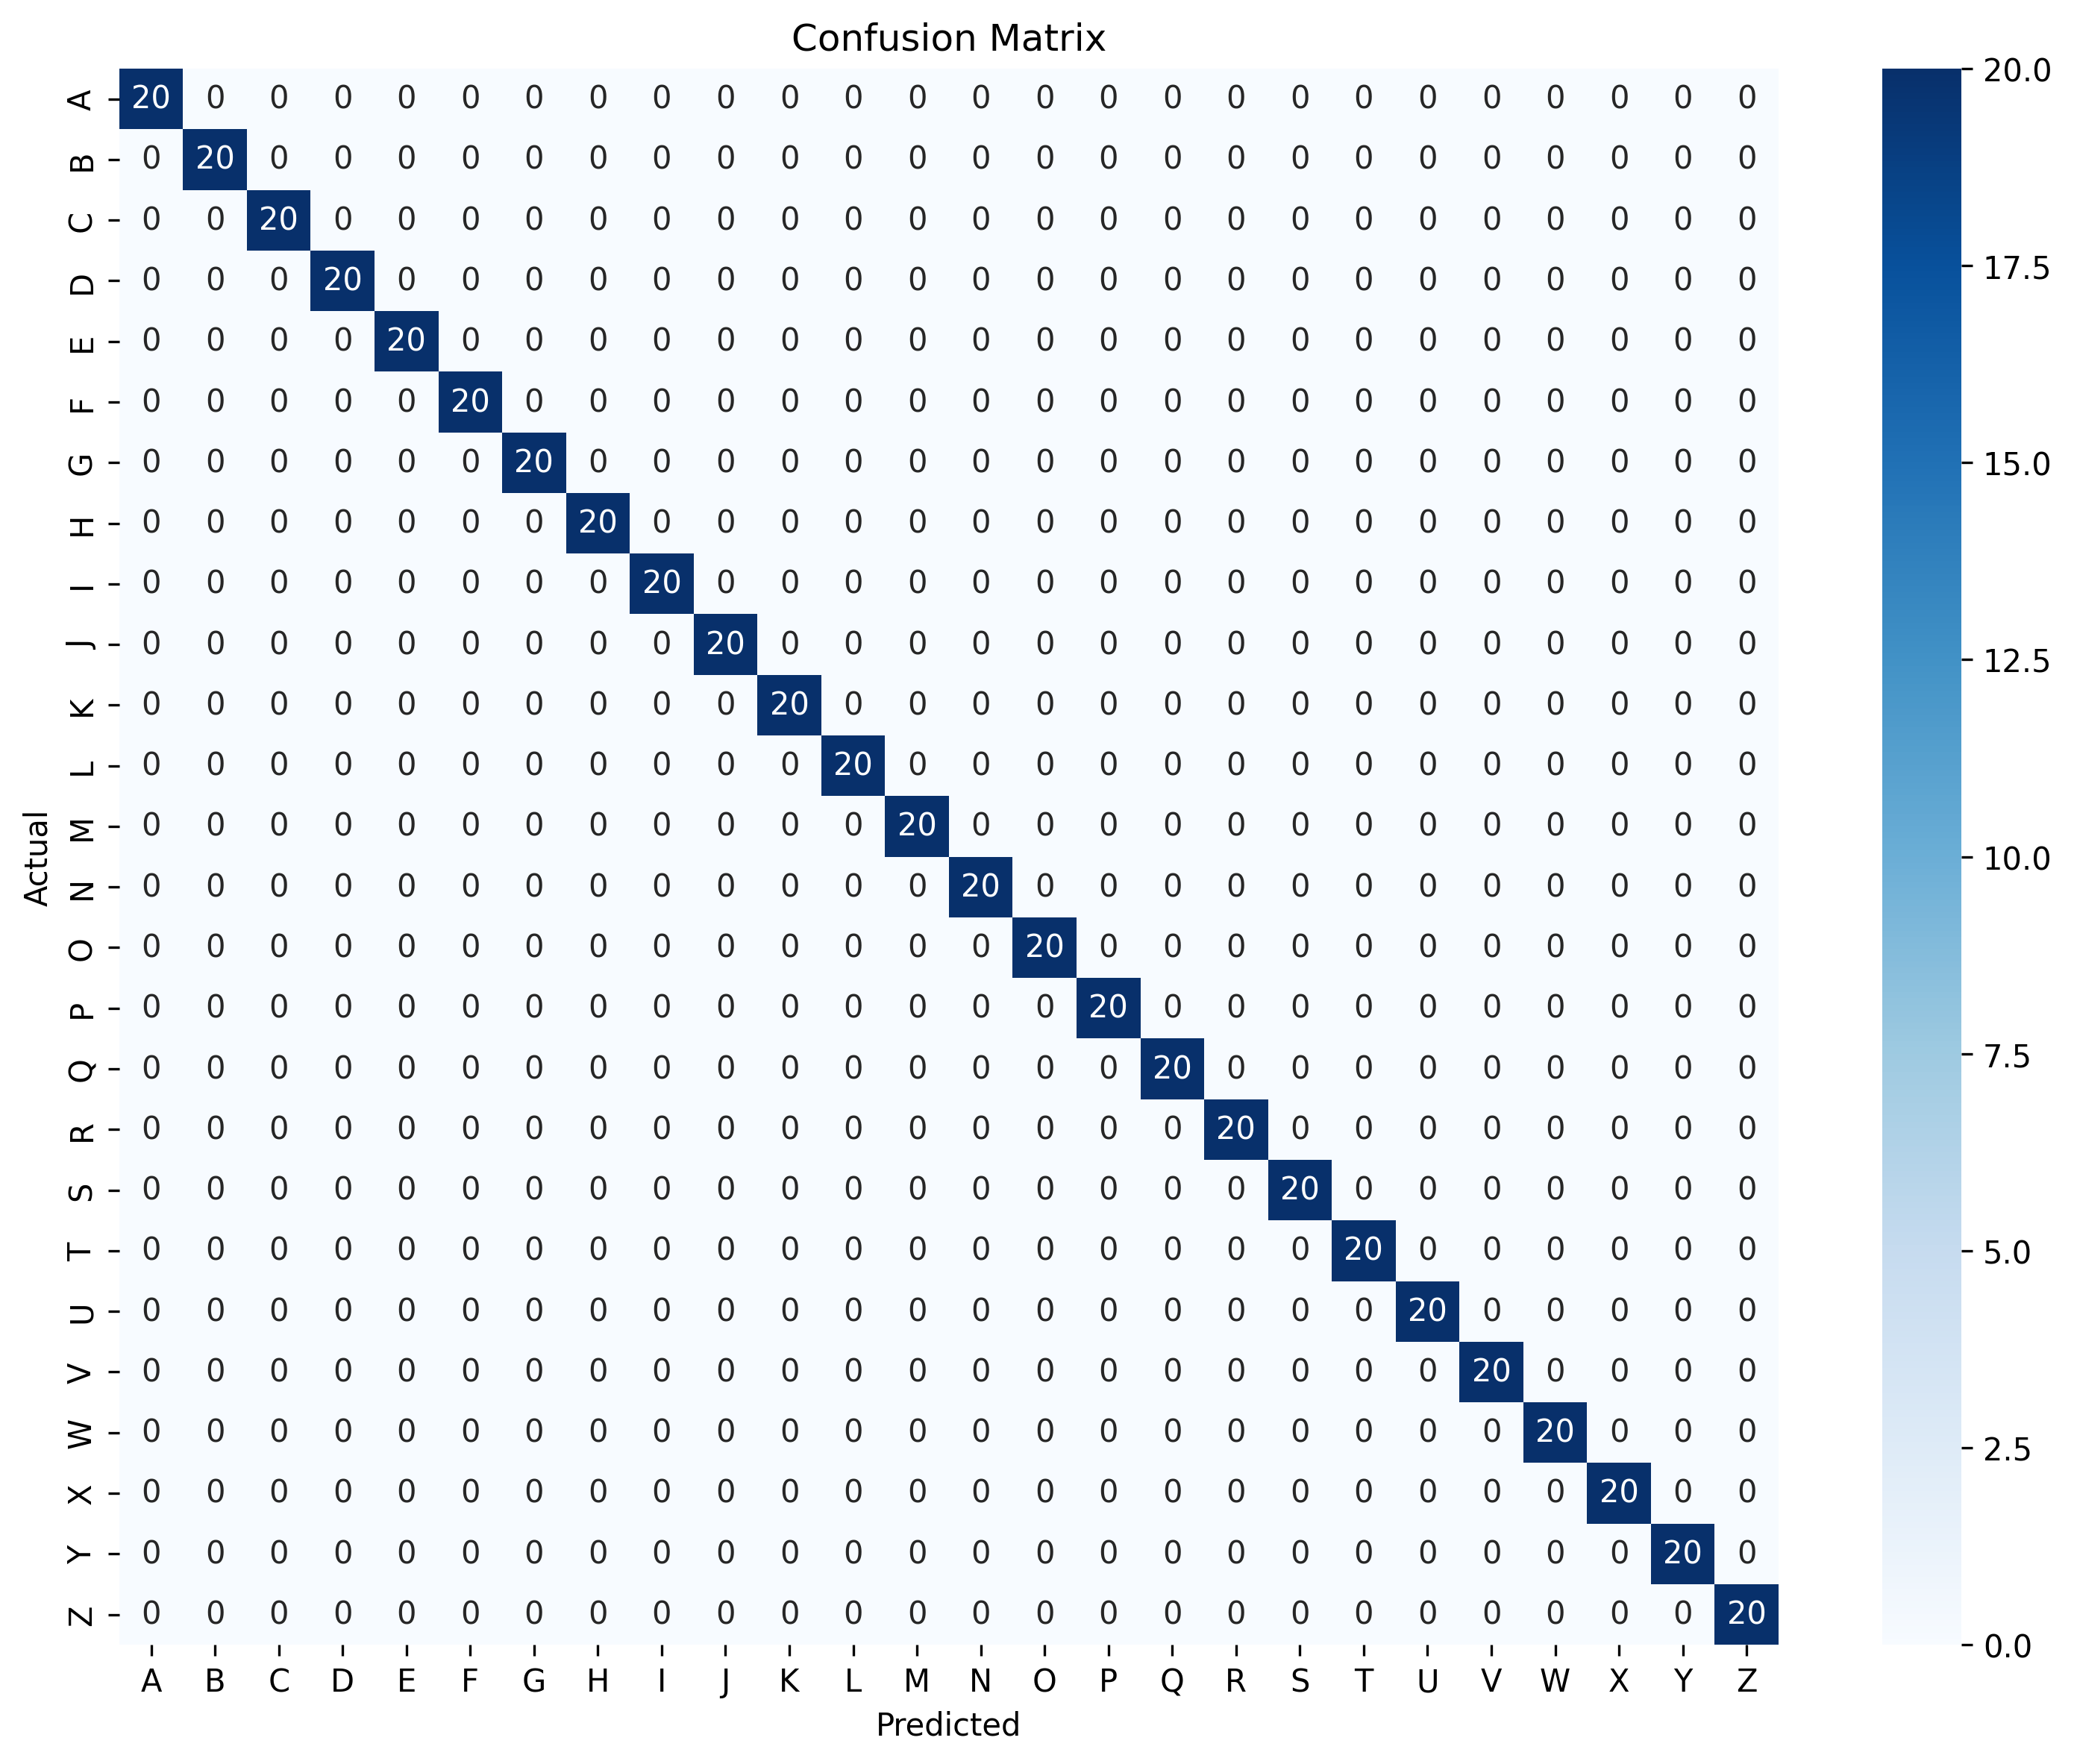 Confusion Matrix
A 20 0 0 0 0 0 0 0 0 0 0 0 0 0 0 0 0 0 0 0 0 0 0 0 0 0
B 0 20 0 0 0 0 0 0 0 0 0 0 0 0 0 0 0 0 0 0 0 0 0 0 0 0
C 0 0 20 0 0 0 0 0 0 0 0 0 0 0 0 0 0 0 0 0 0 0 0 0 0 0
D 0 0 0 20 0 0 0 0 0 0 0 0 0 0 0 0 0 0 0 0 0 0 0 0 0 0
E 0 0 0 0 20 0 0 0 0 0 0 0 0 0 0 0 0 0 0 0 0 0 0 0 0 0
F 0 0 0 0 0 20 0 0 0 0 0 0 0 0 0 0 0 0 0 0 0 0 0 0 0 0
G 0 0 0 0 0 0 20 0 0 0 0 0 0 0 0 0 0 0 0 0 0 0 0 0 0 0
H 0 0 0 0 0 0 0 20 0 0 0 0 0 0 0 0 0 0 0 0 0 0 0 0 0 0
I 0 0 0 0 0 0 0 0 20 0 0 0 0 0 0 0 0 0 0 0 0 0 0 0 0 0
J 0 0 0 0 0 0 0 0 0 20 0 0 0 0 0 0 0 0 0 0 0 0 0 0 0 0
K 0 0 0 0 0 0 0 0 0 0 20 0 0 0 0 0 0 0 0 0 0 0 0 0 0 0
L 0 0 0 0 0 0 0 0 0 0 0 20 0 0 0 0 0 0 0 0 0 0 0 0 0 0
M 0 0 0 0 0 0 0 0 0 0 0 0 20 0 0 0 0 0 0 0 0 0 0 0 0 0
N 0 0 0 0 0 0 0 0 0 0 0 0 0 20 0 0 0 0 0 0 0 0 0 0 0 0
O 0 0 0 0 0 0 0 0 0 0 0 0 0 0 20 0 0 0 0 0 0 0 0 0 0 0
P 0 0 0 0 0 0 0 0 0 0 0 0 0 0 0 20 0 0 0 0 0 0 0 0 0 0
Q 0 0 0 0 0 0 0 0 0 0 0 0 0 0 0 0 20 0 0 0 0 0 0 0 0 0
R 0 0 0 0 0 0 0 0 0 0 0 0 0 0 0 0 0 20 0 0 0 0 0 0 0 0
S 0 0 0 0 0 0 0 0 0 0 0 0 0 0 0 0 0 0 20 0 0 0 0 0 0 0
T 0 0 0 0 0 0 0 0 0 0 0 0 0 0 0 0 0 0 0 20 0 0 0 0 0 0
U 0 0 0 0 0 0 0 0 0 0 0 0 0 0 0 0 0 0 0 0 20 0 0 0 0 0
V 0 0 0 0 0 0 0 0 0 0 0 0 0 0 0 0 0 0 0 0 0 20 0 0 0 0
W 0 0 0 0 0 0 0 0 0 0 0 0 0 0 0 0 0 0 0 0 0 0 20 0 0 0
X 0 0 0 0 0 0 0 0 0 0 0 0 0 0 0 0 0 0 0 0 0 0 0 20 0 0
Y 0 0 0 0 0 0 0 0 0 0 0 0 0 0 0 0 0 0 0 0 0 0 0 0 20 0
Z 0 0 0 0 0 0 0 0 0 0 0 0 0 0 0 0 0 0 0 0 0 0 0 0 0 20
A B C D E F G H I J K L M N O P Q R S T U V W X Y Z
Predicted
Actual
20.0
17.5
15.0
12.5
10.0
7.5
5.0
2.5
0.0